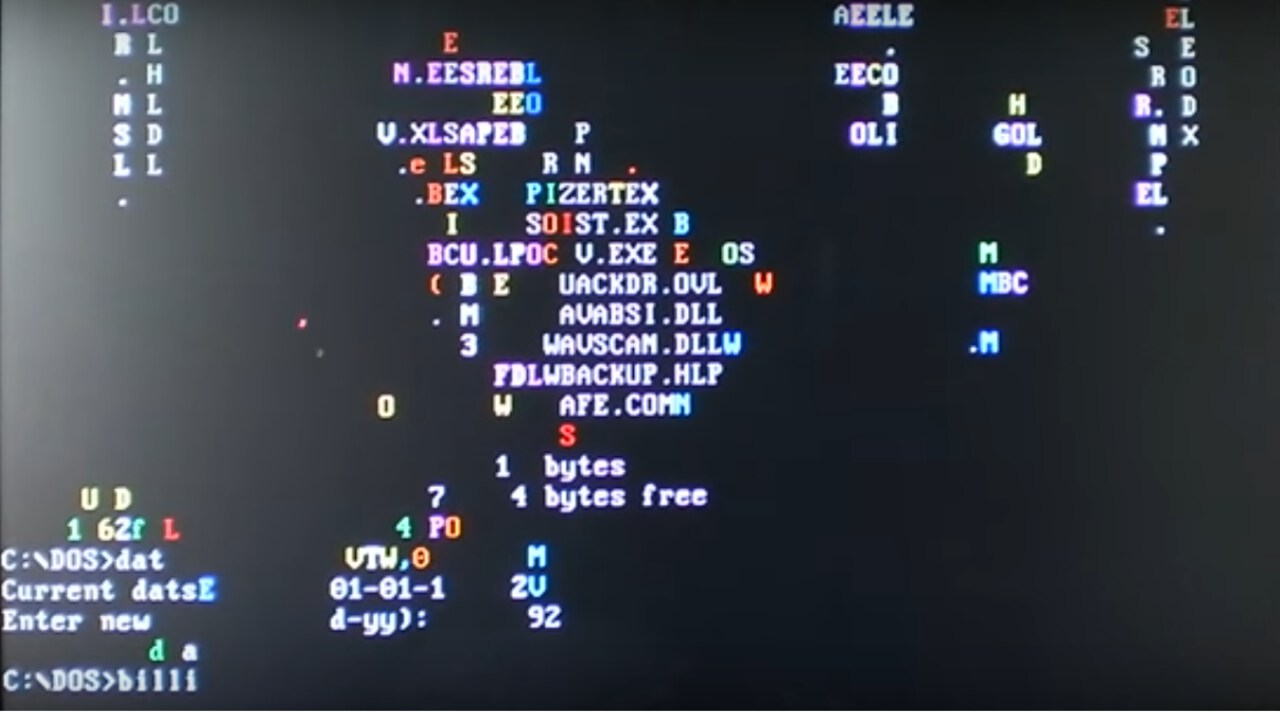 I.LCO AEELE EL
R L E . S E
. H N.EESREBL EECO R O
M L EEO B H R. D
S D V.XLSAPEB P OLI GOL M X
L L .e LS R N . D P
. .BEX PIZERTEX EL
I SOIST.EX B .
BCU.LPOC V.EXE E OS M
( B E UACKDR.OVL W MBC
, . M AVABSI.DLL
3 WAVSCAN.DLLW .M
FDLWBACKUP.HLP
O W AFE.COMN
S
1 bytes
U D 7 4 bytes free
1 62f L 4 PO
C:\DOS>dat VTW,0 M
Current datsE 01-01-1 2V
Enter new d-yy): 92
d a
C:\DOS>billi